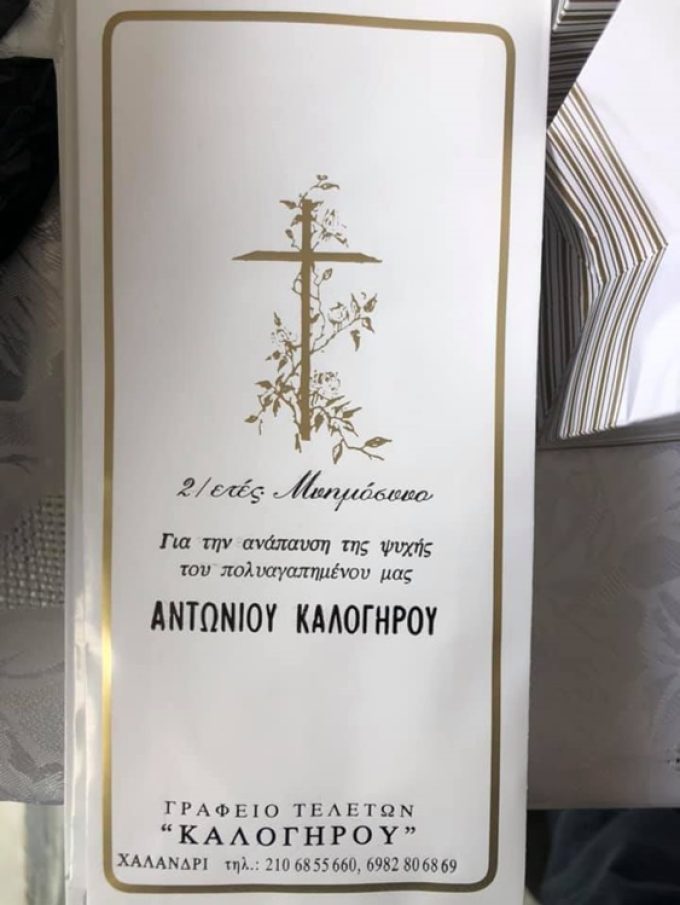 2/ετές Μνημόσυνο
Για την ανάπαυση της ψυχής
του πολυαγαπημένου μας
ΑΝΤΩΝΙΟΥ ΚΑΛΟΓΗΡΟΥ
ΓΡΑΦΕΙΟ ΤΕΛΕΤΩΝ
“ΚΑΛΟΓΗΡΟΥ”
ΧΑΛΑΝΔΡΙ τηλ.: 210 6855660, 6982 806869